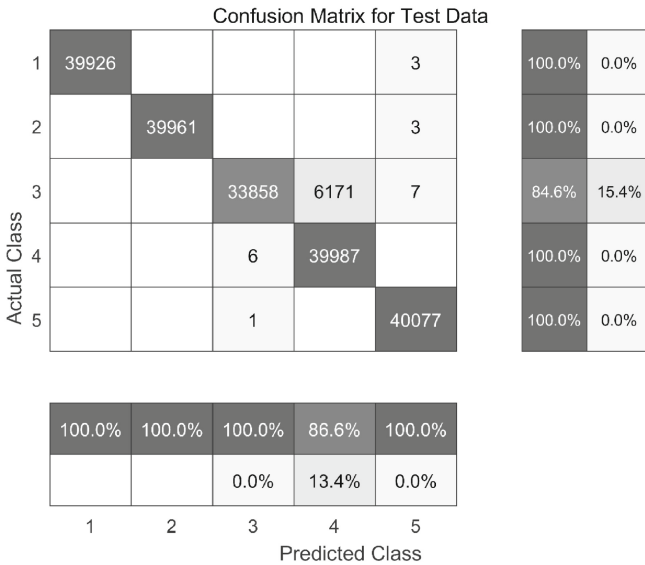 Confusion Matrix for Test Data
1 39926 3 100.0% 0.0%
2 39961 3 100.0% 0.0%
3 33858 6171 7 84.6% 15.4%
4 6 39987 100.0% 0.0%
5 1 40077 100.0% 0.0%
Actual Class
100.0% 100.0% 100.0% 86.6% 100.0%
0.0% 13.4% 0.0%
1 2 3 4 5
Predicted Class